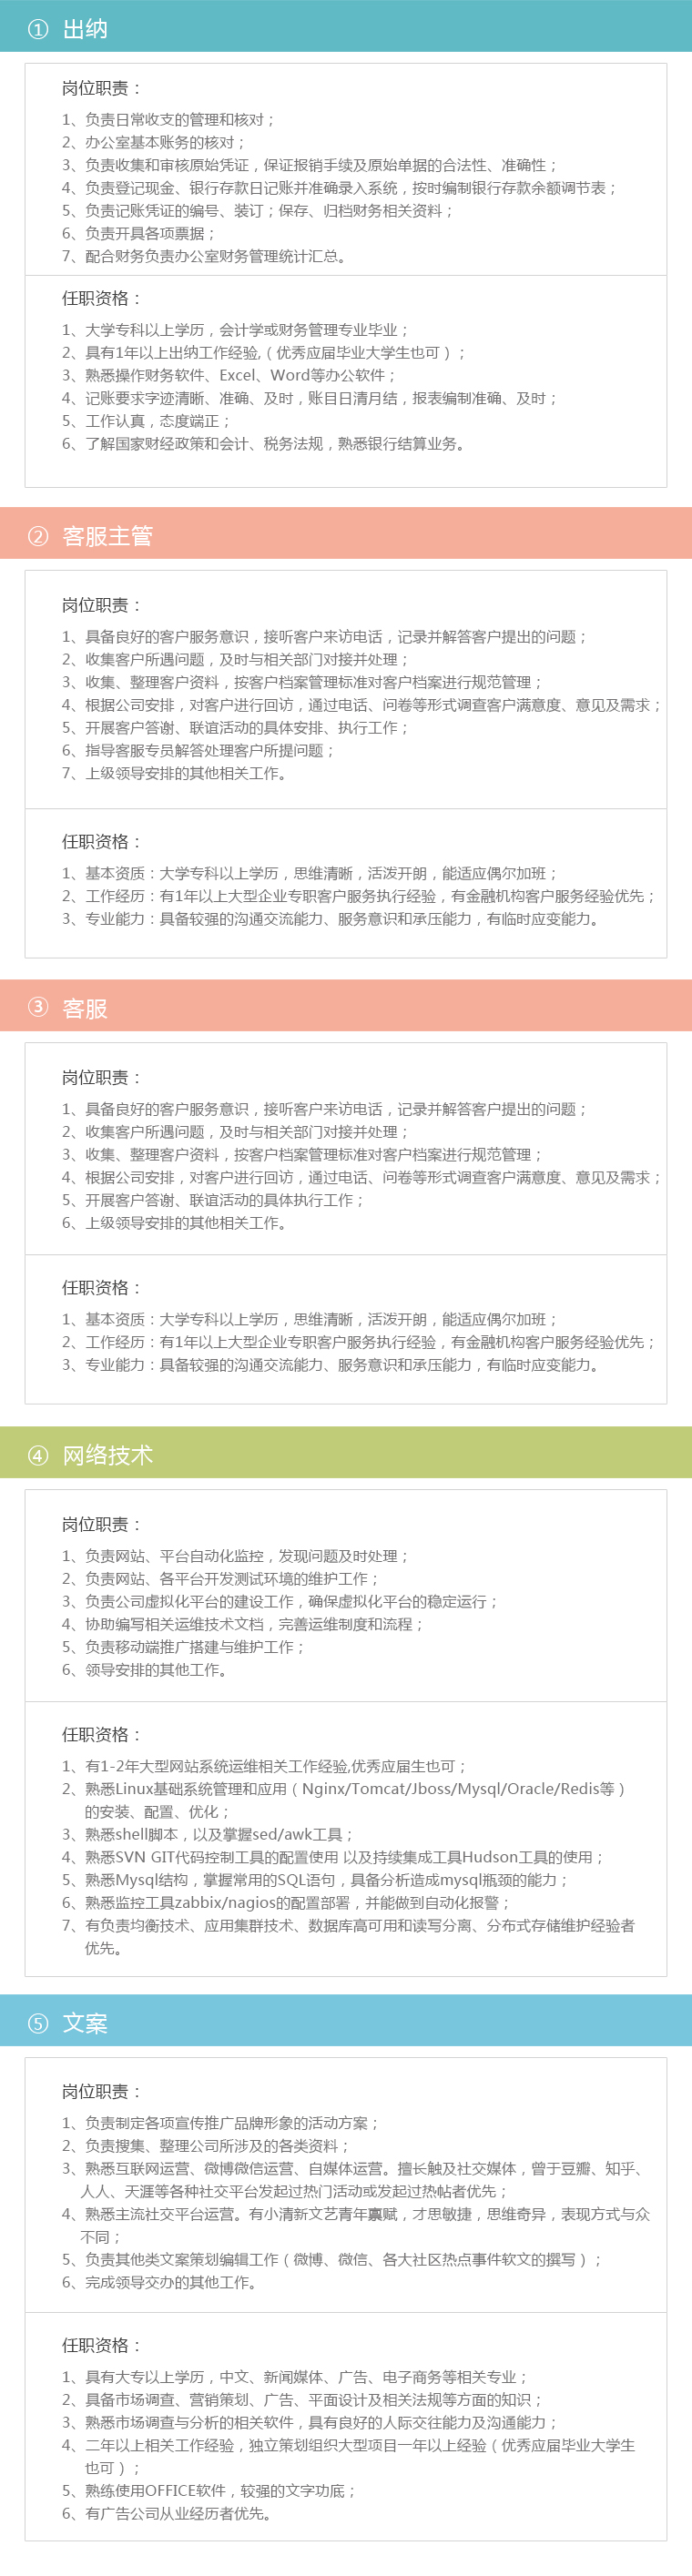 ① 出纳
岗位职责：
1、负责日常收支的管理和核对；
2、办公室基本账务的核对；
3、负责收集和审核原始凭证，保证报销手续及原始单据的合法性、准确性；
4、负责登记现金、银行存款日记账并准确录入系统，按时编制银行存款余额调节表；
5、负责记账凭证的编号、装订；保存、归档财务相关资料；
6、负责开具各项票据；
7、配合财务负责办公室财务管理统计汇总。
任职资格：
1、大学专科以上学历，会计学或财务管理专业毕业；
2、具有1年以上出纳工作经验,（优秀应届毕业大学生也可）；
3、熟悉操作财务软件、Excel、Word等办公软件；
4、记账要求字迹清晰、准确、及时，账目日清月结，报表编制准确、及时；
5、工作认真，态度端正；
6、了解国家财经政策和会计、税务法规，熟悉银行结算业务。
② 客服主管
岗位职责：
1、具备良好的客户服务意识，接听客户来访电话，记录并解答客户提出的问题；
2、收集客户所遇问题，及时与相关部门对接并处理；
3、收集、整理客户资料，按客户档案管理标准对客户档案进行规范管理；
4、根据公司安排，对客户进行回访，通过电话、问卷等形式调查客户满意度、意见及需求；
5、开展客户答谢、联谊活动的具体安排、执行工作；
6、指导客服专员解答处理客户所提问题；
7、上级领导安排的其他相关工作。
任职资格：
1、基本资质：大学专科以上学历，思维清晰，活泼开朗，能适应偶尔加班；
2、工作经历：有1年以上大型企业专职客户服务执行经验，有金融机构客户服务经验优先；
3、专业能力：具备较强的沟通交流能力、服务意识和承压能力，有临时应变能力。
③ 客服
岗位职责：
1、具备良好的客户服务意识，接听客户来访电话，记录并解答客户提出的问题；
2、收集客户所遇问题，及时与相关部门对接并处理；
3、收集、整理客户资料，按客户档案管理标准对客户档案进行规范管理；
4、根据公司安排，对客户进行回访，通过电话、问卷等形式调查客户满意度、意见及需求；
5、开展客户答谢、联谊活动的具体执行工作；
6、上级领导安排的其他相关工作。
任职资格：
1、基本资质：大学专科以上学历，思维清晰，活泼开朗，能适应偶尔加班；
2、工作经历：有1年以上大型企业专职客户服务执行经验，有金融机构客户服务经验优先；
3、专业能力：具备较强的沟通交流能力、服务意识和承压能力，有临时应变能力。
④ 网络技术
岗位职责：
1、负责网站、平台自动化监控，发现问题及时处理；
2、负责网站、各平台开发测试环境的维护工作；
3、负责公司虚拟化平台的建设工作，确保虚拟化平台的稳定运行；
4、协助编写相关运维技术文档，完善运维制度和流程；
5、负责移动端推广搭建与维护工作；
6、领导安排的其他工作。
任职资格：
1、有1-2年大型网站系统运维相关工作经验,优秀应届生也可；
2、熟悉Linux基础系统管理和应用（Nginx/Tomcat/Jboss/Mysql/Oracle/Redis等）
的安装、配置、优化；
3、熟悉shell脚本，以及掌握sed/awk工具；
4、熟悉SVN GIT代码控制工具的配置使用 以及持续集成工具Hudson工具的使用；
5、熟悉Mysql结构，掌握常用的SQL语句，具备分析造成mysql瓶颈的能力；
6、熟悉监控工具zabbix/nagios的配置部署，并能做到自动化报警；
7、有负责均衡技术、应用集群技术、数据库高可用和读写分离、分布式存储维护经验者
优先。
⑤ 文案
岗位职责：
1、负责制定各项宣传推广品牌形象的活动方案；
2、负责搜集、整理公司所涉及的各类资料；
3、熟悉互联网运营、微博微信运营、自媒体运营。擅长触及社交媒体，曾于豆瓣、知乎、
人人、天涯等各种社交平台发起过热门活动或发起过热帖者优先；
4、熟悉主流社交平台运营。有小清新文艺青年禀赋，才思敏捷，思维奇异，表现方式与众
不同；
5、负责其他类文案策划编辑工作（微博、微信、各大社区热点事件软文的撰写）；
6、完成领导交办的其他工作。
任职资格：
1、具有大专以上学历，中文、新闻媒体、广告、电子商务等相关专业；
2、具备市场调查、营销策划、广告、平面设计及相关法规等方面的知识；
3、熟悉市场调查与分析的相关软件，具有良好的人际交往能力及沟通能力；
4、二年以上相关工作经验，独立策划组织大型项目一年以上经验（优秀应届毕业大学生
也可）；
5、熟练使用OFFICE软件，较强的文字功底；
6、有广告公司从业经历者优先。